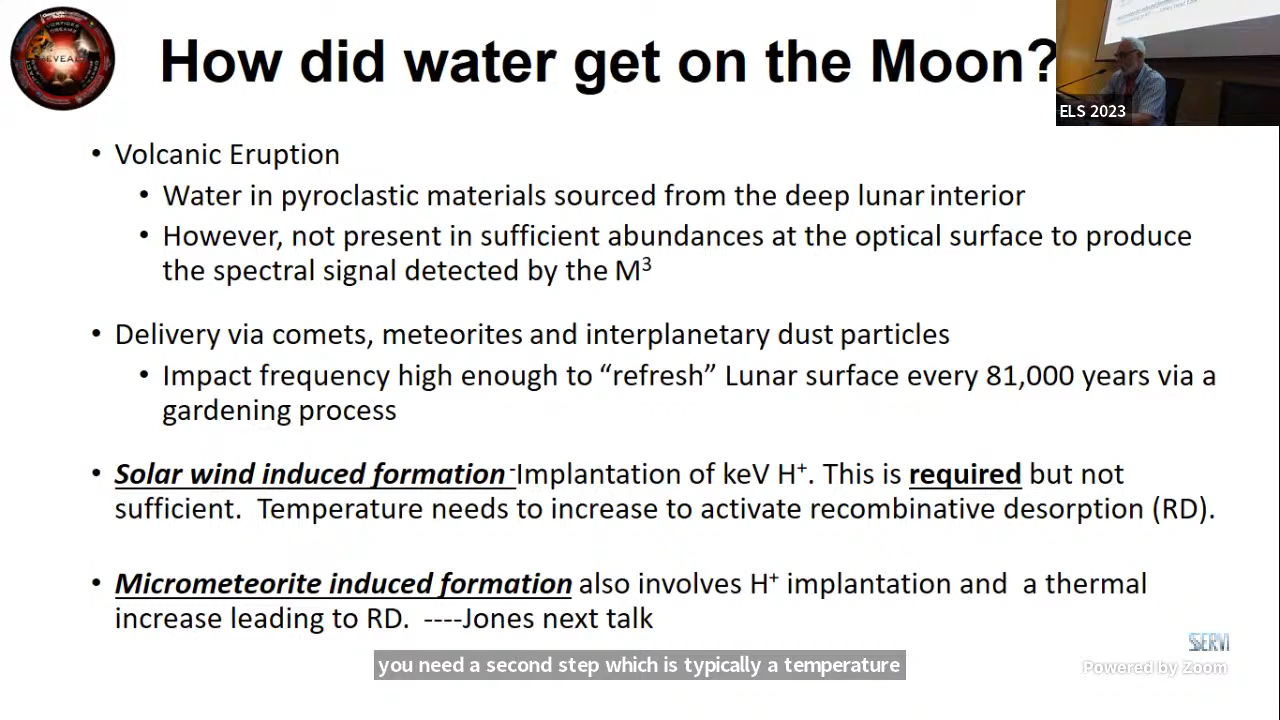 How did water get on the Moon?
REVEALS
ELS 2023
• Volcanic Eruption
• Water in pyroclastic materials sourced from the deep lunar interior
• However, not present in sufficient abundances at the optical surface to produce
the spectral signal detected by the M³
• Delivery via comets, meteorites and interplanetary dust particles
• Impact frequency high enough to “refresh” Lunar surface every 81,000 years via a
gardening process
• Solar wind induced formation -Implantation of keV H⁺. This is required but not
sufficient. Temperature needs to increase to activate recombinative desorption (RD).
• Micrometeorite induced formation also involves H⁺ implantation and a thermal
increase leading to RD. ----Jones next talk
you need a second step which is typically a temperature
Powered by Zoom